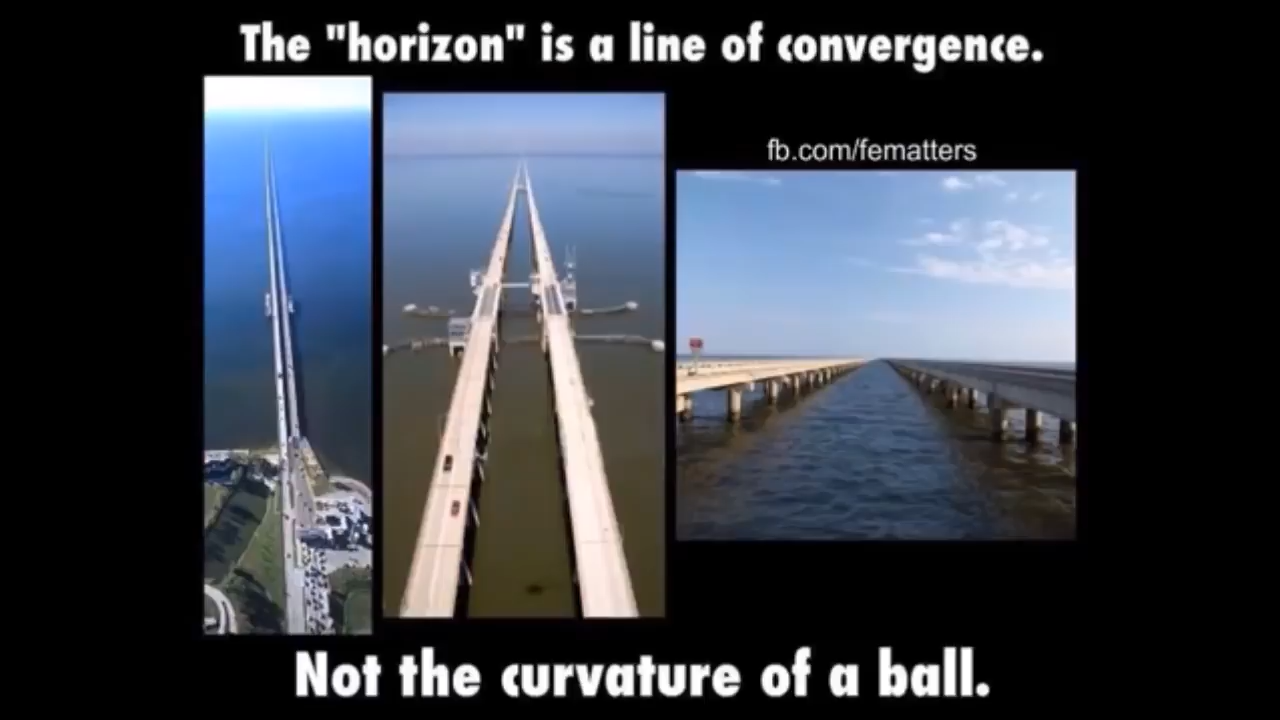 The "horizon" is a line of convergence.
fb.com/fematters
Not the curvature of a ball.